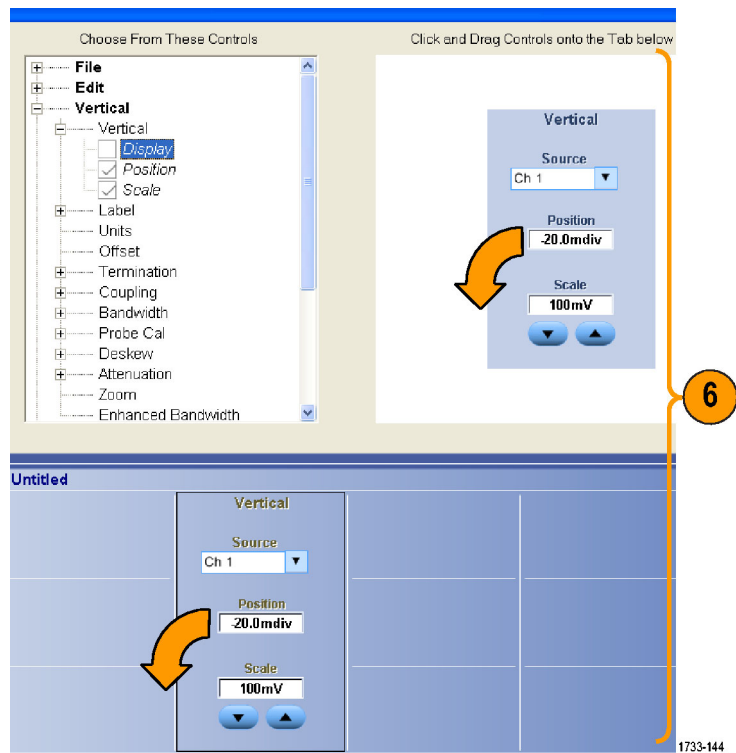 Choose From These Controls
Click and Drag Controls onto the Tab below
File
Edit
Vertical
Vertical
Display
Position
Scale
Label
Units
Offset
Termination
Coupling
Bandwidth
Probe Cal
Deskew
Attenuation
Zoom
Enhanced Bandwidth
Vertical
Source
Ch 1
Position
-20.0mdiv
Scale
100mV
6
Untitled
Vertical
Source
Ch 1
Position
-20.0mdiv
Scale
100mV
1733-144